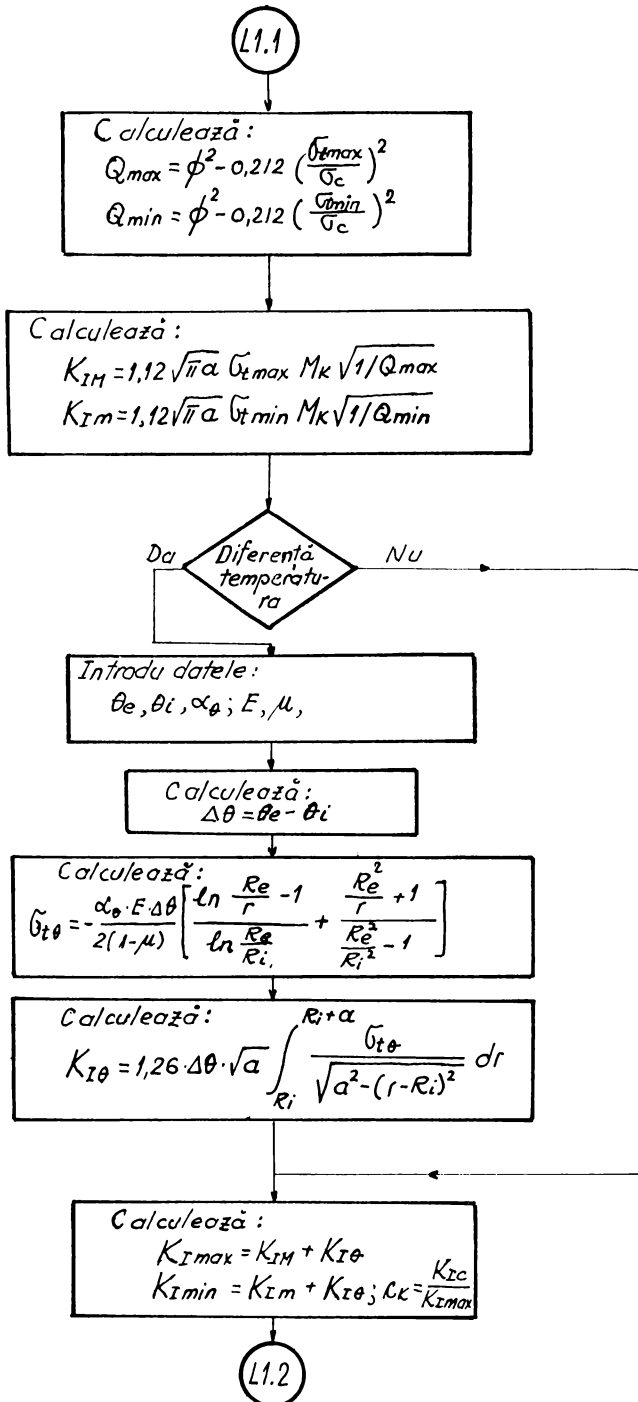 L1.1
Calculează:
Qmax = ϕ² - 0,212 (σtmax/σc)²
Qmin = ϕ² - 0,212 (σtmin/σc)²
Calculează:
KIM = 1,12 √πa σtmax MK √1/Qmax
KIm = 1,12 √πa σtmin MK √1/Qmin
Da
Diferență
temperatu-
ra
Nu
Introdu datele:
θe, θi, αθ; E, μ,
Calculează:
Δθ = θe - θi
Calculează:
σtθ = - αθ·E·Δθ/2(1-μ) [(ln Re/r - 1)/(ln Re/Ri) + (Re²/r + 1)/(Re²/Ri² - 1)]
Calculează:
KIθ = 1,26·Δθ·√a ∫Ri^Ri+a σtθ/√a²-(r-Ri)² dr
Calculează:
KImax = KIM + KIθ
KImin = KIm + KIθ; cK = KIc/KImax
L1.2